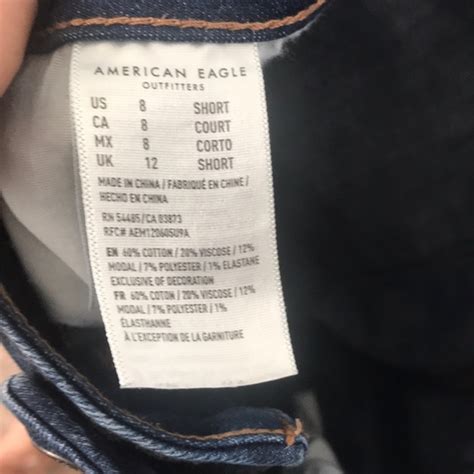 AMERICAN EAGLE
OUTFITTERS
US 8 SHORT
CA 8 COURT
MX 8 CORTO
UK 12 SHORT
MADE IN CHINA / FABRIQUÉ EN CHINE /
HECHO EN CHINA
RN 54485/CA 03873
RFC# AEM120605U9A
EN 60% COTTON / 20% VISCOSE / 12%
MODAL / 7% POLYESTER / 1% ELASTANE
EXCLUSIVE OF DECORATION
FR 60% COTON / 20% VISCOSE / 12%
MODAL / 7% POLYESTER / 1%
ÉLASTHANNE
À L'EXCEPTION DE LA GARNITURE